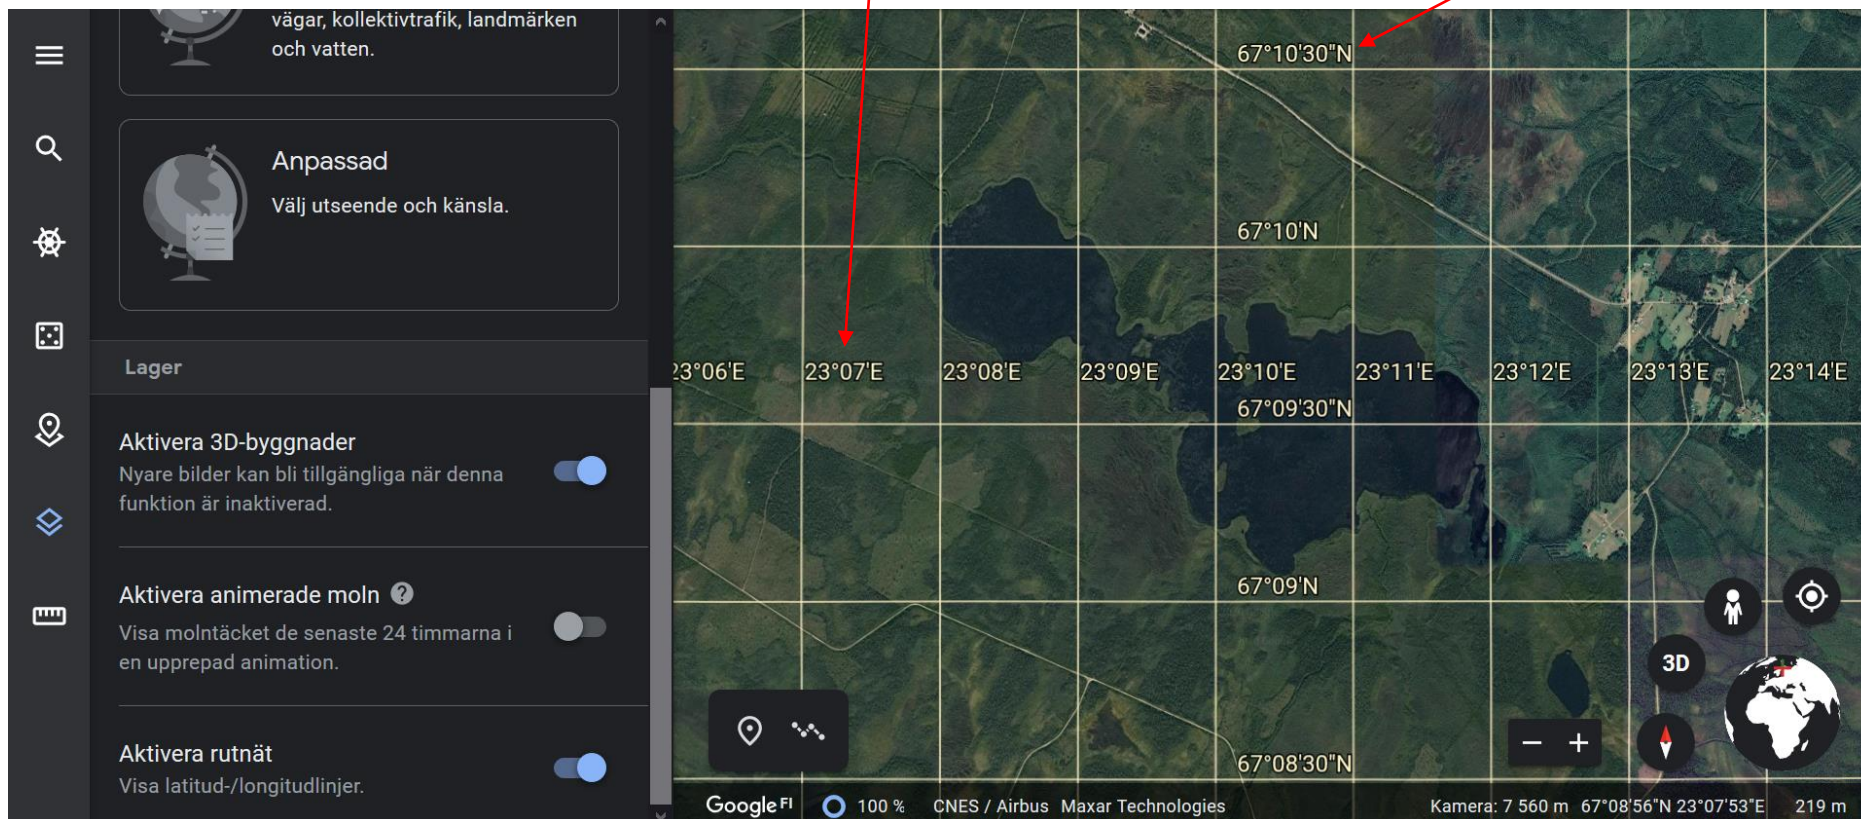 vägar, kollektivtrafik, landmärken
och vatten.
Anpassad
Välj utseende och känsla.
Lager
Aktivera 3D-byggnader
Nyare bilder kan bli tillgängliga när denna
funktion är inaktiverad.
Aktivera animerade moln ?
Visa molntäcket de senaste 24 timmarna i
en upprepad animation.
Aktivera rutnät
Visa latitud-/longitudlinjer.
67°10'30"N
67°10'N
23°06'E 23°07'E 23°08'E 23°09'E 23°10'E 23°11'E 23°12'E 23°13'E 23°14'E
67°09'30"N
67°09'N
3D
67°08'30"N
Google FI 100 % CNES / Airbus Maxar Technologies Kamera: 7 560 m 67°08'56"N 23°07'53"E 219 m